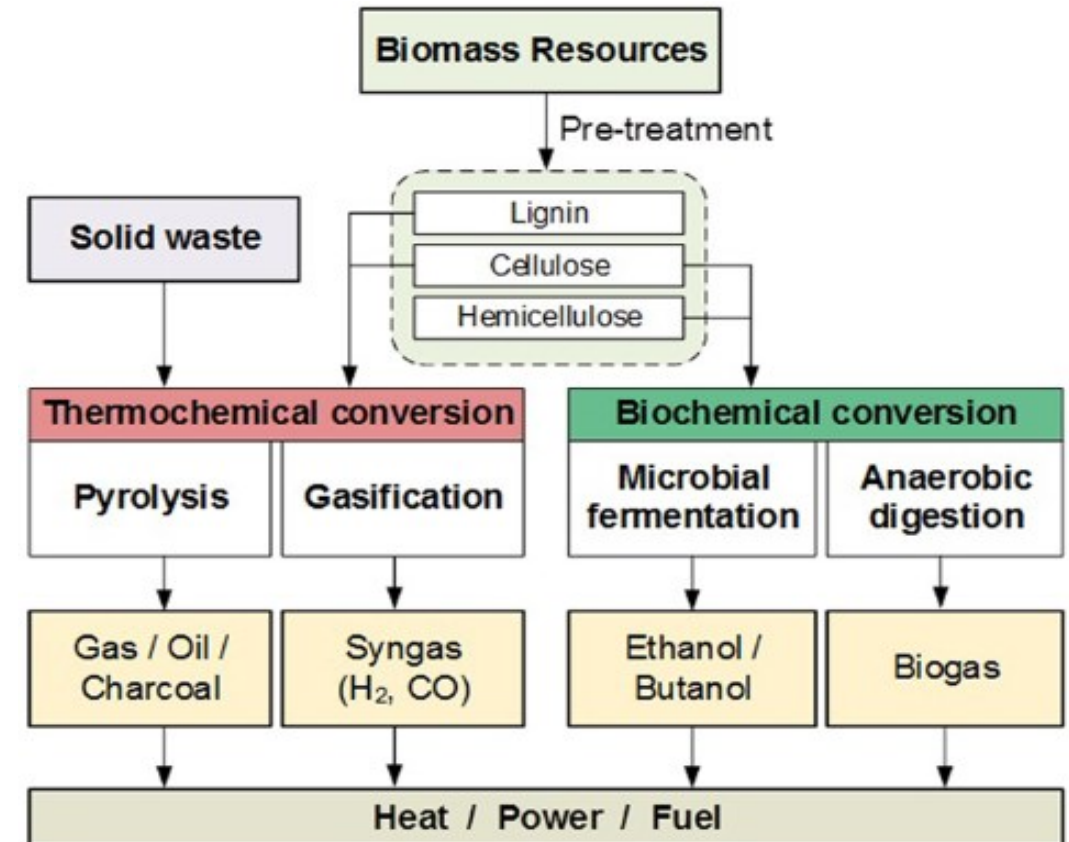 Biomass Resources
Pre-treatment
Solid waste
Lignin
Cellulose
Hemicellulose
Thermochemical conversion
Biochemical conversion
Pyrolysis
Gasification
Microbial
fermentation
Anaerobic
digestion
Gas / Oil /
Charcoal
Syngas
(H₂, CO)
Ethanol /
Butanol
Biogas
Heat / Power / Fuel